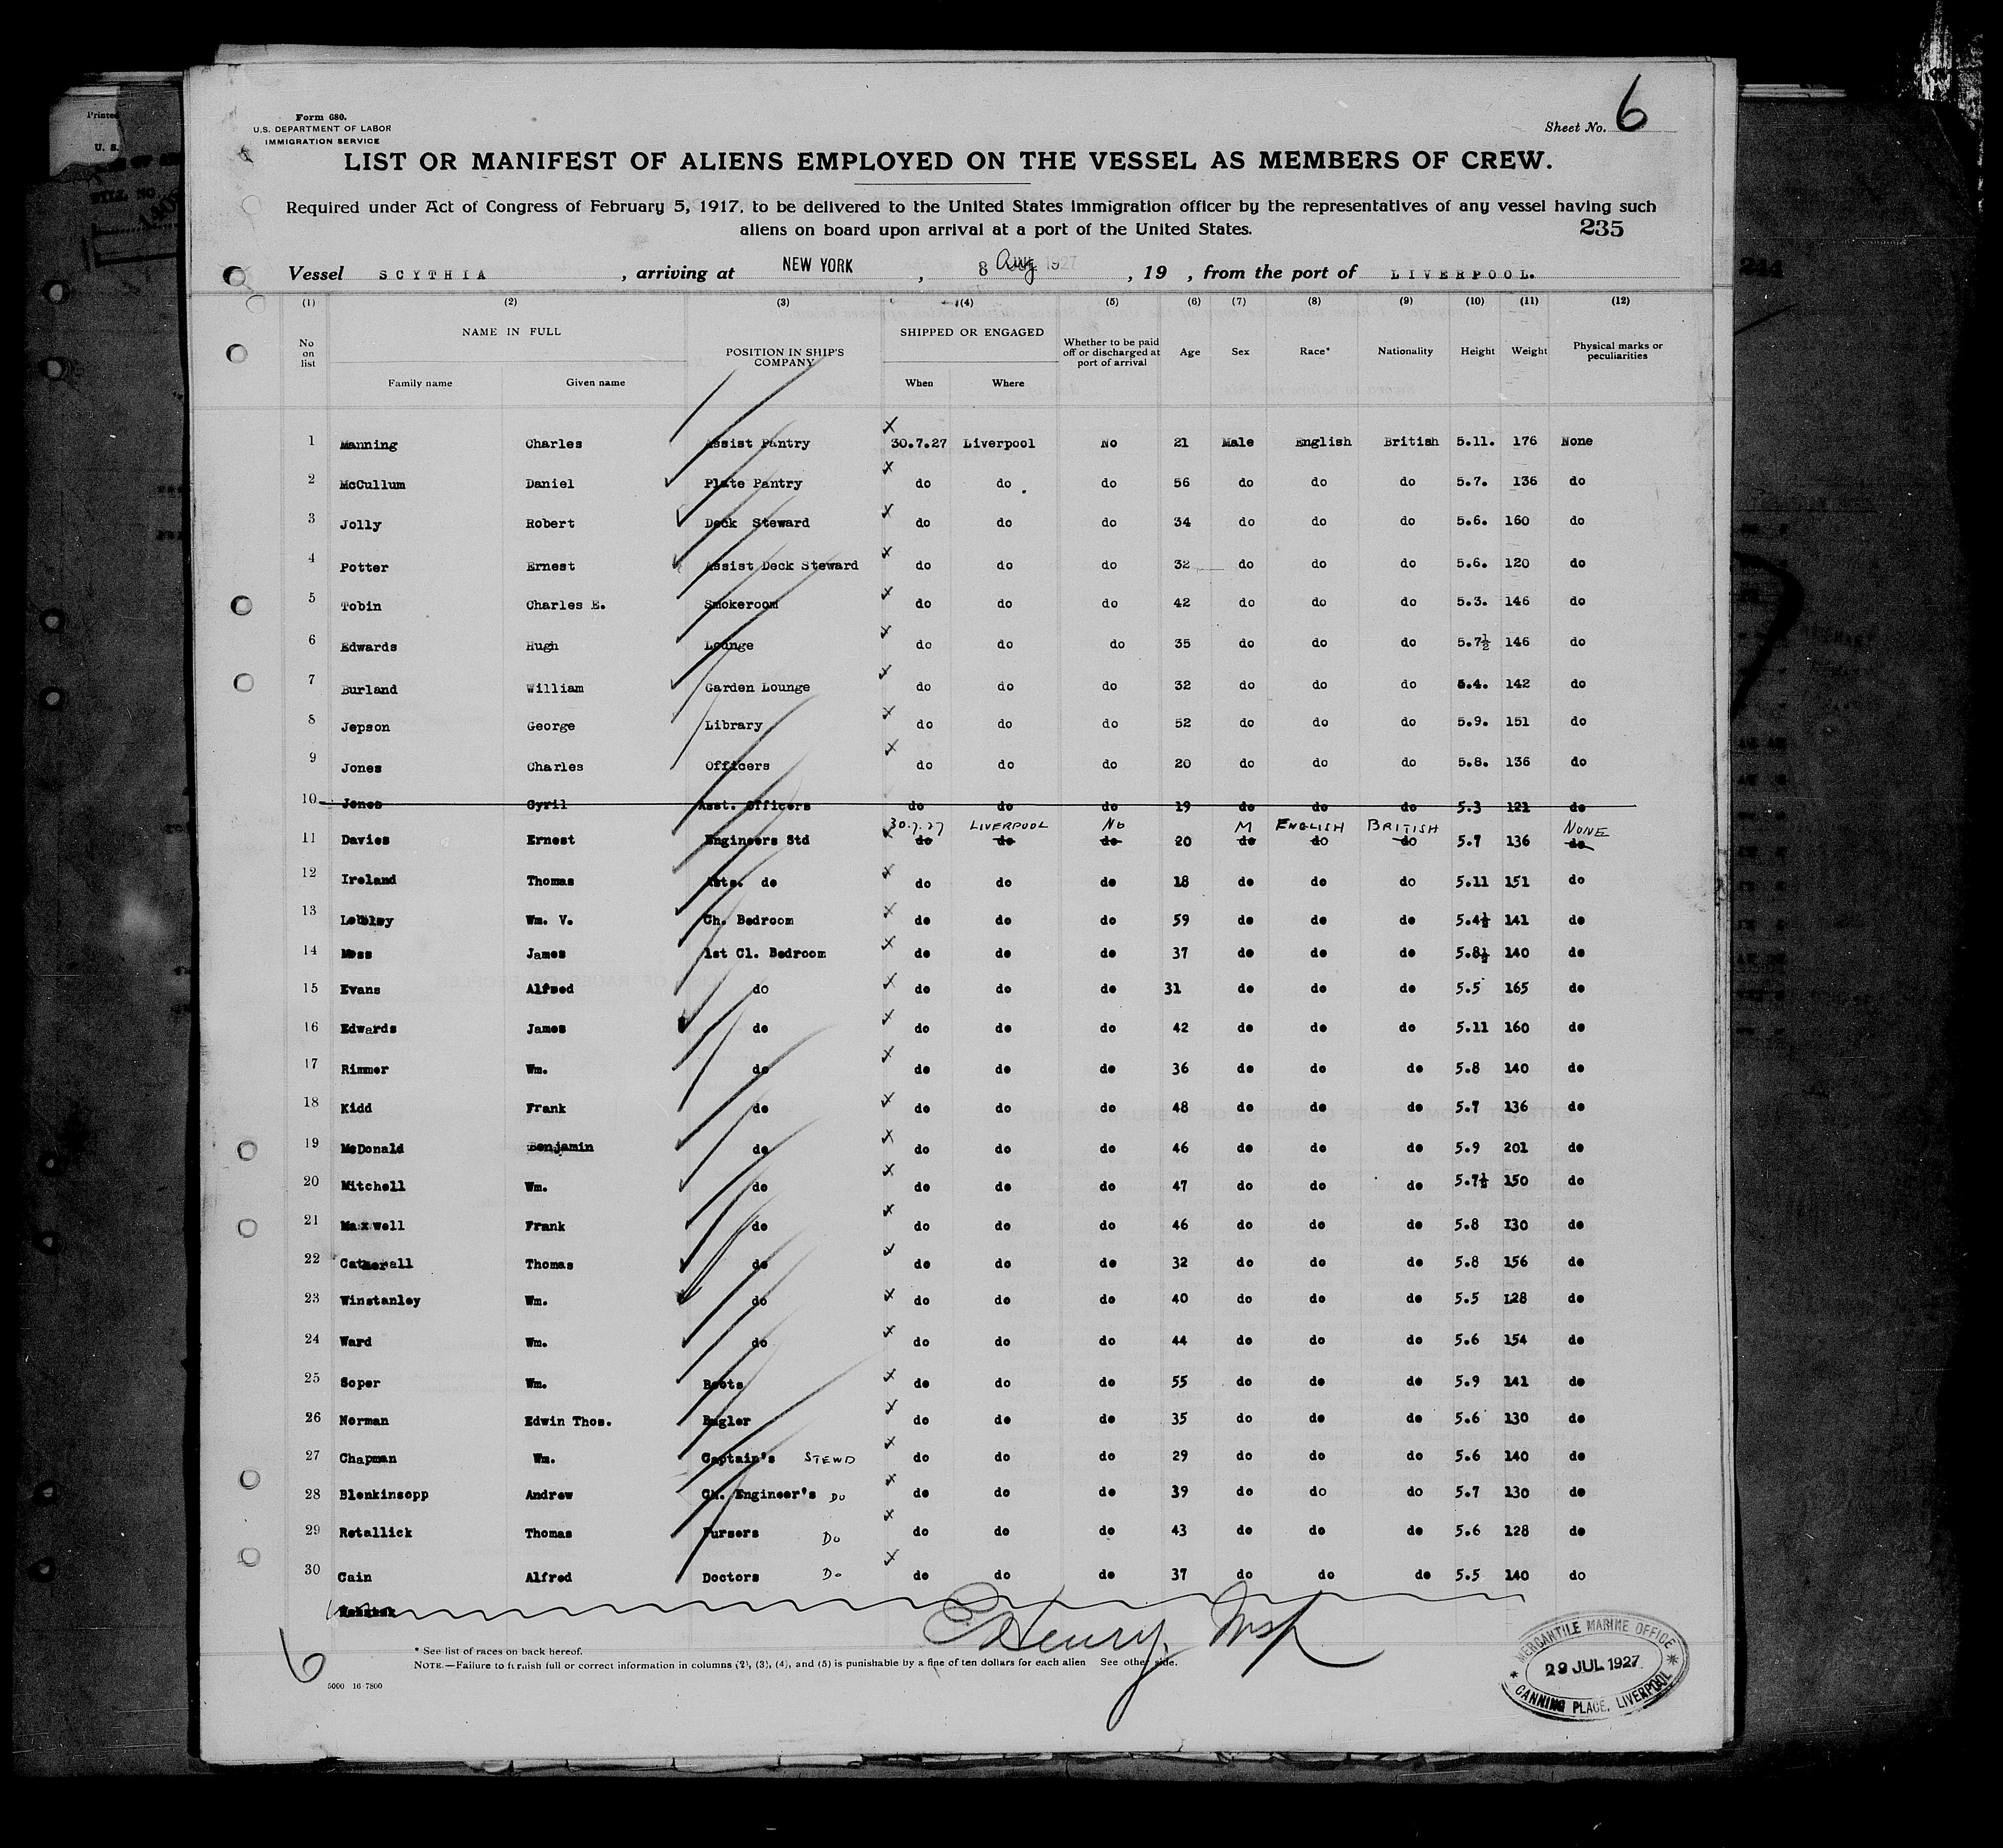 6
Form 680.
U.S. DEPARTMENT OF LABOR
IMMIGRATION SERVICE
Sheet No.
LIST OR MANIFEST OF ALIENS EMPLOYED ON THE VESSEL AS MEMBERS OF CREW.
Required under Act of Congress of February 5, 1917, to be delivered to the United States immigration officer by the representatives of any vessel having such
aliens on board upon arrival at a port of the United States.
235
Vessel SCYTHIA , arriving at NEW YORK , 8 Aug 1927 , 19 , from the port of LIVERPOOL.
(1) (2) (3) (4) (5) (6) (7) (8) (9) (10) (11) (12)
No on list NAME IN FULL Family name Given name POSITION IN SHIP'S COMPANY SHIPPED OR ENGAGED When Where Whether to be paid off or discharged at port of arrival Age Sex Race* Nationality Height Weight Physical marks or peculiarities
1 Manning Charles Assist Pantry 30.7.27 Liverpool No 21 Male English British 5.11. 176 None
2 McCullum Daniel Plate Pantry do do do 56 do do do 5.7. 136 do
3 Jolly Robert Deck Steward do do do 34 do do do 5.6. 160 do
4 Potter Ernest Assist Deck Steward do do do 32 do do do 5.6. 120 do
5 Tobin Charles E. Smokeroom do do do 42 do do do 5.3. 146 do
6 Edwards Hugh Lounge do do do 35 do do do 5.7½ 146 do
7 Burland William Garden Lounge do do do 32 do do do 5.4. 142 do
8 Jepson George Library do do do 52 do do do 5.9. 151 do
9 Jones Charles Officers do do do 20 do do do 5.8. 136 do
10 Jones Cyril Asst. Officers do do do 19 do do do 5.3 121 do
30.7.27 LIVERPOOL No M ENGLISH BRITISH NONE
11 Davies Ernest Engineers Std do do do 20 do do do 5.7 136 do
12 Ireland Thomas Asts. do do do do 18 do do do 5.11 151 do
13 Wm. V. Ch. Bedroom do do do 59 do do do 5.4½ 141 do
14 Moss James 1st Cl. Bedroom do do do 37 do do do 5.8½ 140 do
15 Evans Alfred do do do do 31 do do do 5.5 165 do
16 Edwards James do do do do 42 do do do 5.11 160 do
17 Rimmer Wm. do do do do 36 do do do 5.8 140 do
18 Kidd Frank do do do do 48 do do do 5.7 136 do
19 McDonald Benjamin do do do do 46 do do do 5.9 201 do
20 Mitchell Wm. do do do do 47 do do do 5.7½ 150 do
21 Maxwell Frank do do do do 46 do do do 5.8 130 do
22 Catherall Thomas do do do do 32 do do do 5.8 156 do
23 Winstanley Wm. do do do do 40 do do do 5.5 128 do
24 Ward Wm. do do do do 44 do do do 5.6 154 do
25 Soper Wm. Boots do do do 55 do do do 5.9 141 do
26 Norman Edwin Thos. Bugler do do do 35 do do do 5.6 130 do
27 Chapman Wm. Captain's STEWD do do do 29 do do do 5.6 140 do
28 Blenkinsopp Andrew Ch. Engineer's Do do do do 39 do do do 5.7 130 do
29 Retallick Thomas Pursers Do do do do 43 do do do 5.6 128 do
30 Cain Alfred Doctors Do do do do 37 do do do 5.5 140 do
6
* See list of races on back hereof.
NOTE.—Failure to furnish full or correct information in columns (2), (3), (4), and (5) is punishable by a fine of ten dollars for each alien See other side.
5000 16-7800
MERCANTILE MARINE OFFICE
29 JUL 1927
CANNING PLACE, LIVERPOOL